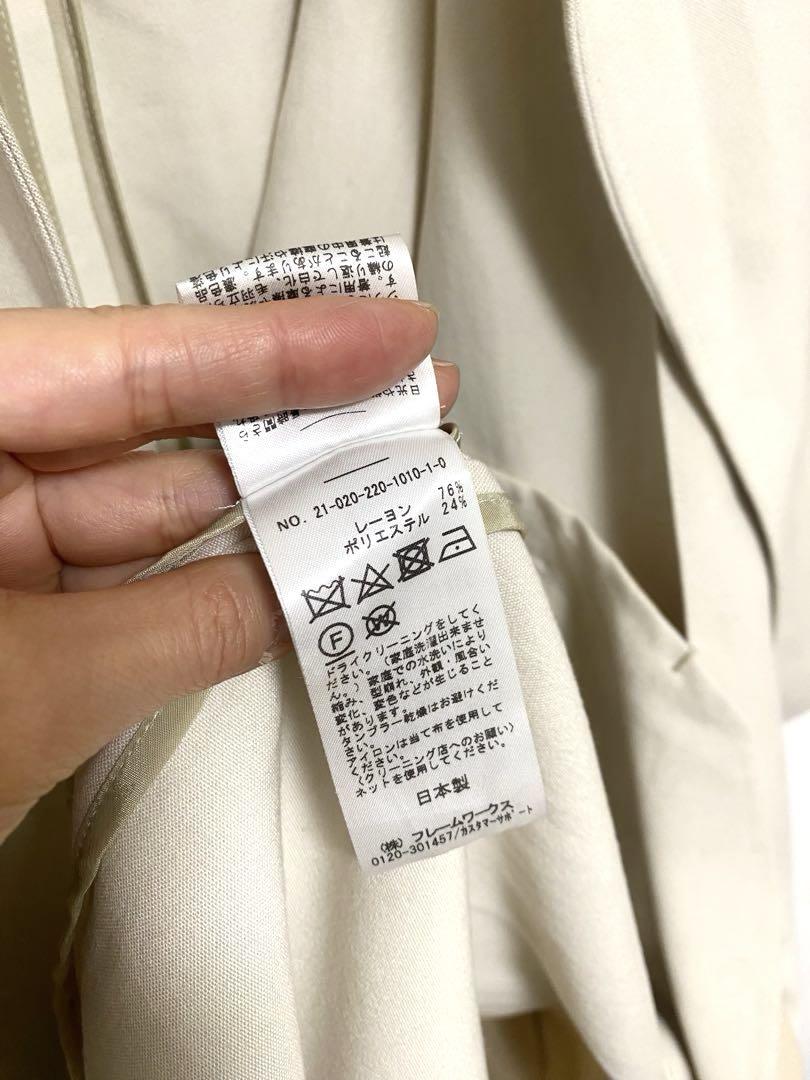 NO. 21-020-220-1010-1-0
レーヨン 76%
ポリエステル 24%
F W
ドライクリーニングをしてく
ださい。(家庭洗濯出来ませ
ん。)家庭での水洗いにより
縮み、型崩れ、外観・風合い
変化、変色などが生じること
があります。
タンブラー乾燥はお避けくだ
さい。
アイロンは当て布を使用して
ください。
(クリーニング店へのお願い)
ネットを使用してください。
日本製
(株) フレームワークス
0120-301457/カスタマーサポート